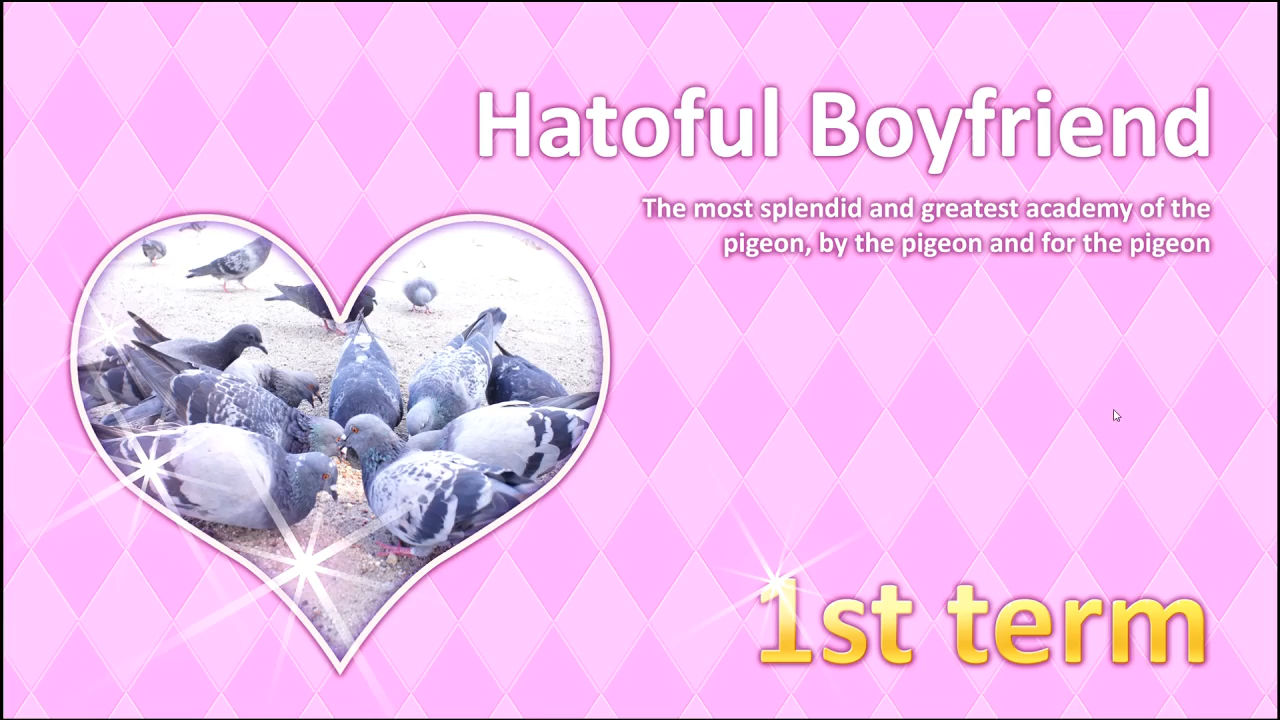 Hatoful Boyfriend
The most splendid and greatest academy of the
pigeon, by the pigeon and for the pigeon
1st term